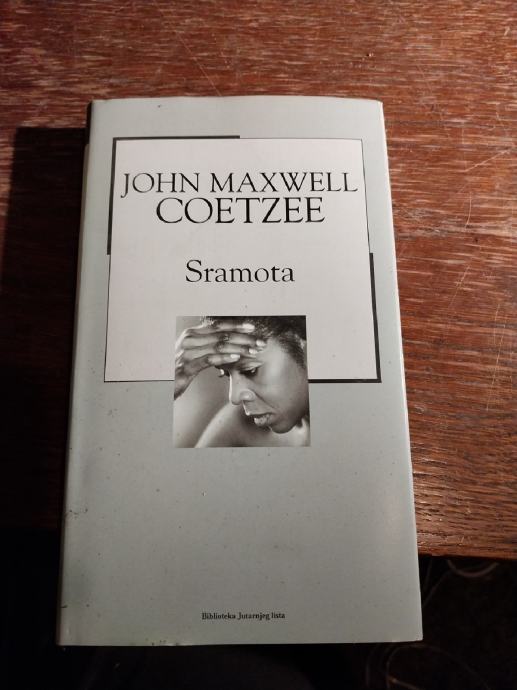 JOHN MAXWELL
COETZEE
Sramota
Biblioteka Jutarnjeg lista